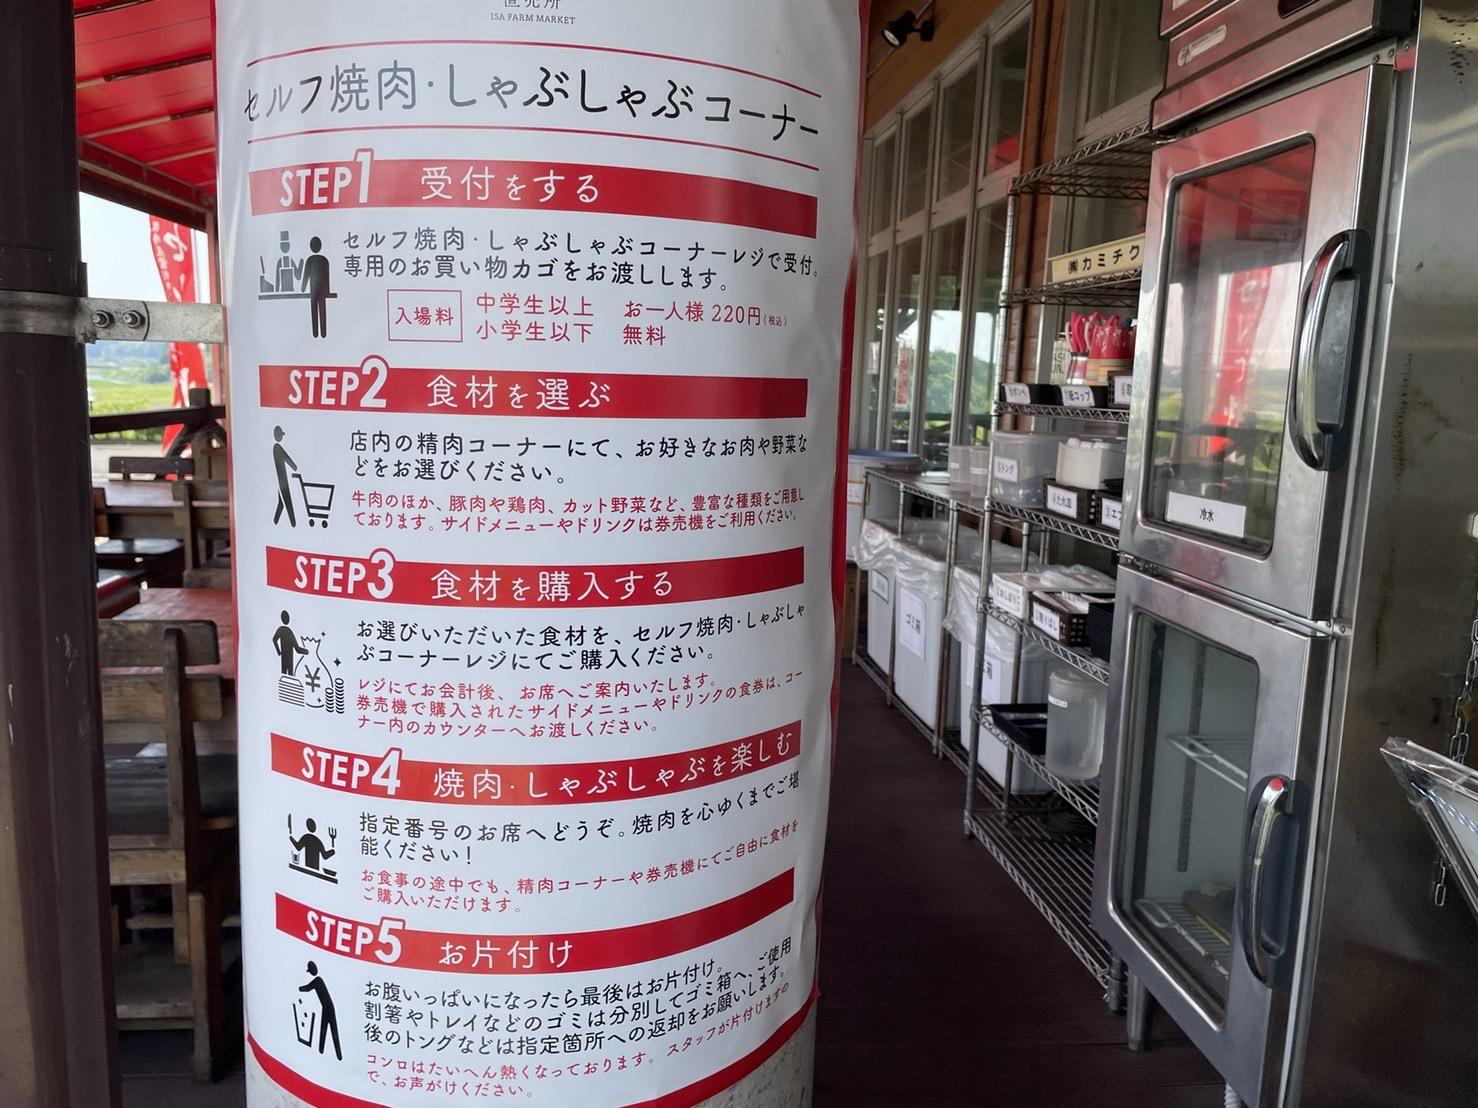 直売所
ISA FARM MARKET
セルフ焼肉・しゃぶしゃぶコーナー
STEP1 受付をする
セルフ焼肉・しゃぶしゃぶコーナーレジで受付。
専用のお買い物カゴをお渡しします。
入場料 中学生以上 お一人様 220円(税込)
小学生以下 無料
STEP2 食材を選ぶ
店内の精肉コーナーにて、お好きなお肉や野菜な
どをお選びください。
牛肉のほか、豚肉や鶏肉、カット野菜など、豊富な種類をご用意し
ております。サイドメニューやドリンクは券売機をご利用ください。
STEP3 食材を購入する
お選びいただいた食材を、セルフ焼肉・しゃぶしゃ
ぶコーナーレジにてご購入ください。
レジにてお会計後、お席へご案内いたします。
券売機で購入されたサイドメニューやドリンクの食券は、コー
ナー内のカウンターへお渡しください。
STEP4 焼肉・しゃぶしゃぶを楽しむ
指定番号のお席へどうぞ。焼肉を心ゆくまでご堪
能ください!
お食事の途中でも、精肉コーナーや券売機にてご自由に食材を
ご購入いただけます。
STEP5 お片付け
お腹いっぱいになったら最後はお片付け。
割箸やトレイなどのゴミは分別してゴミ箱へ、ご使用
後のトングなどは指定箇所への返却をお願いします。
コンロはたいへん熱くなっております。スタッフが片付けますの
で、お声がけください。
㈱カミチク
紙コップ
トング
たれ皿
冷水
ゴミ箱